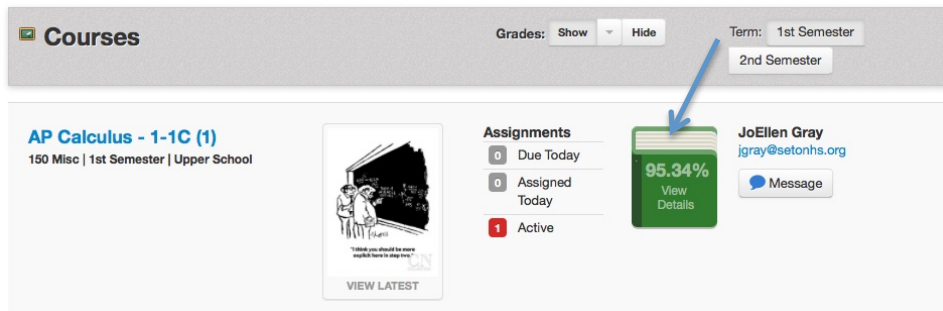 Courses
Grades: Show Hide
Term: 1st Semester
2nd Semester
AP Calculus - 1-1C (1)
150 Misc | 1st Semester | Upper School
"I think you should be more
explicit here in step two."
CN
VIEW LATEST
Assignments
0 Due Today
0 Assigned
Today
1 Active
95.34%
View
Details
JoEllen Gray
jgray@setonhs.org
Message